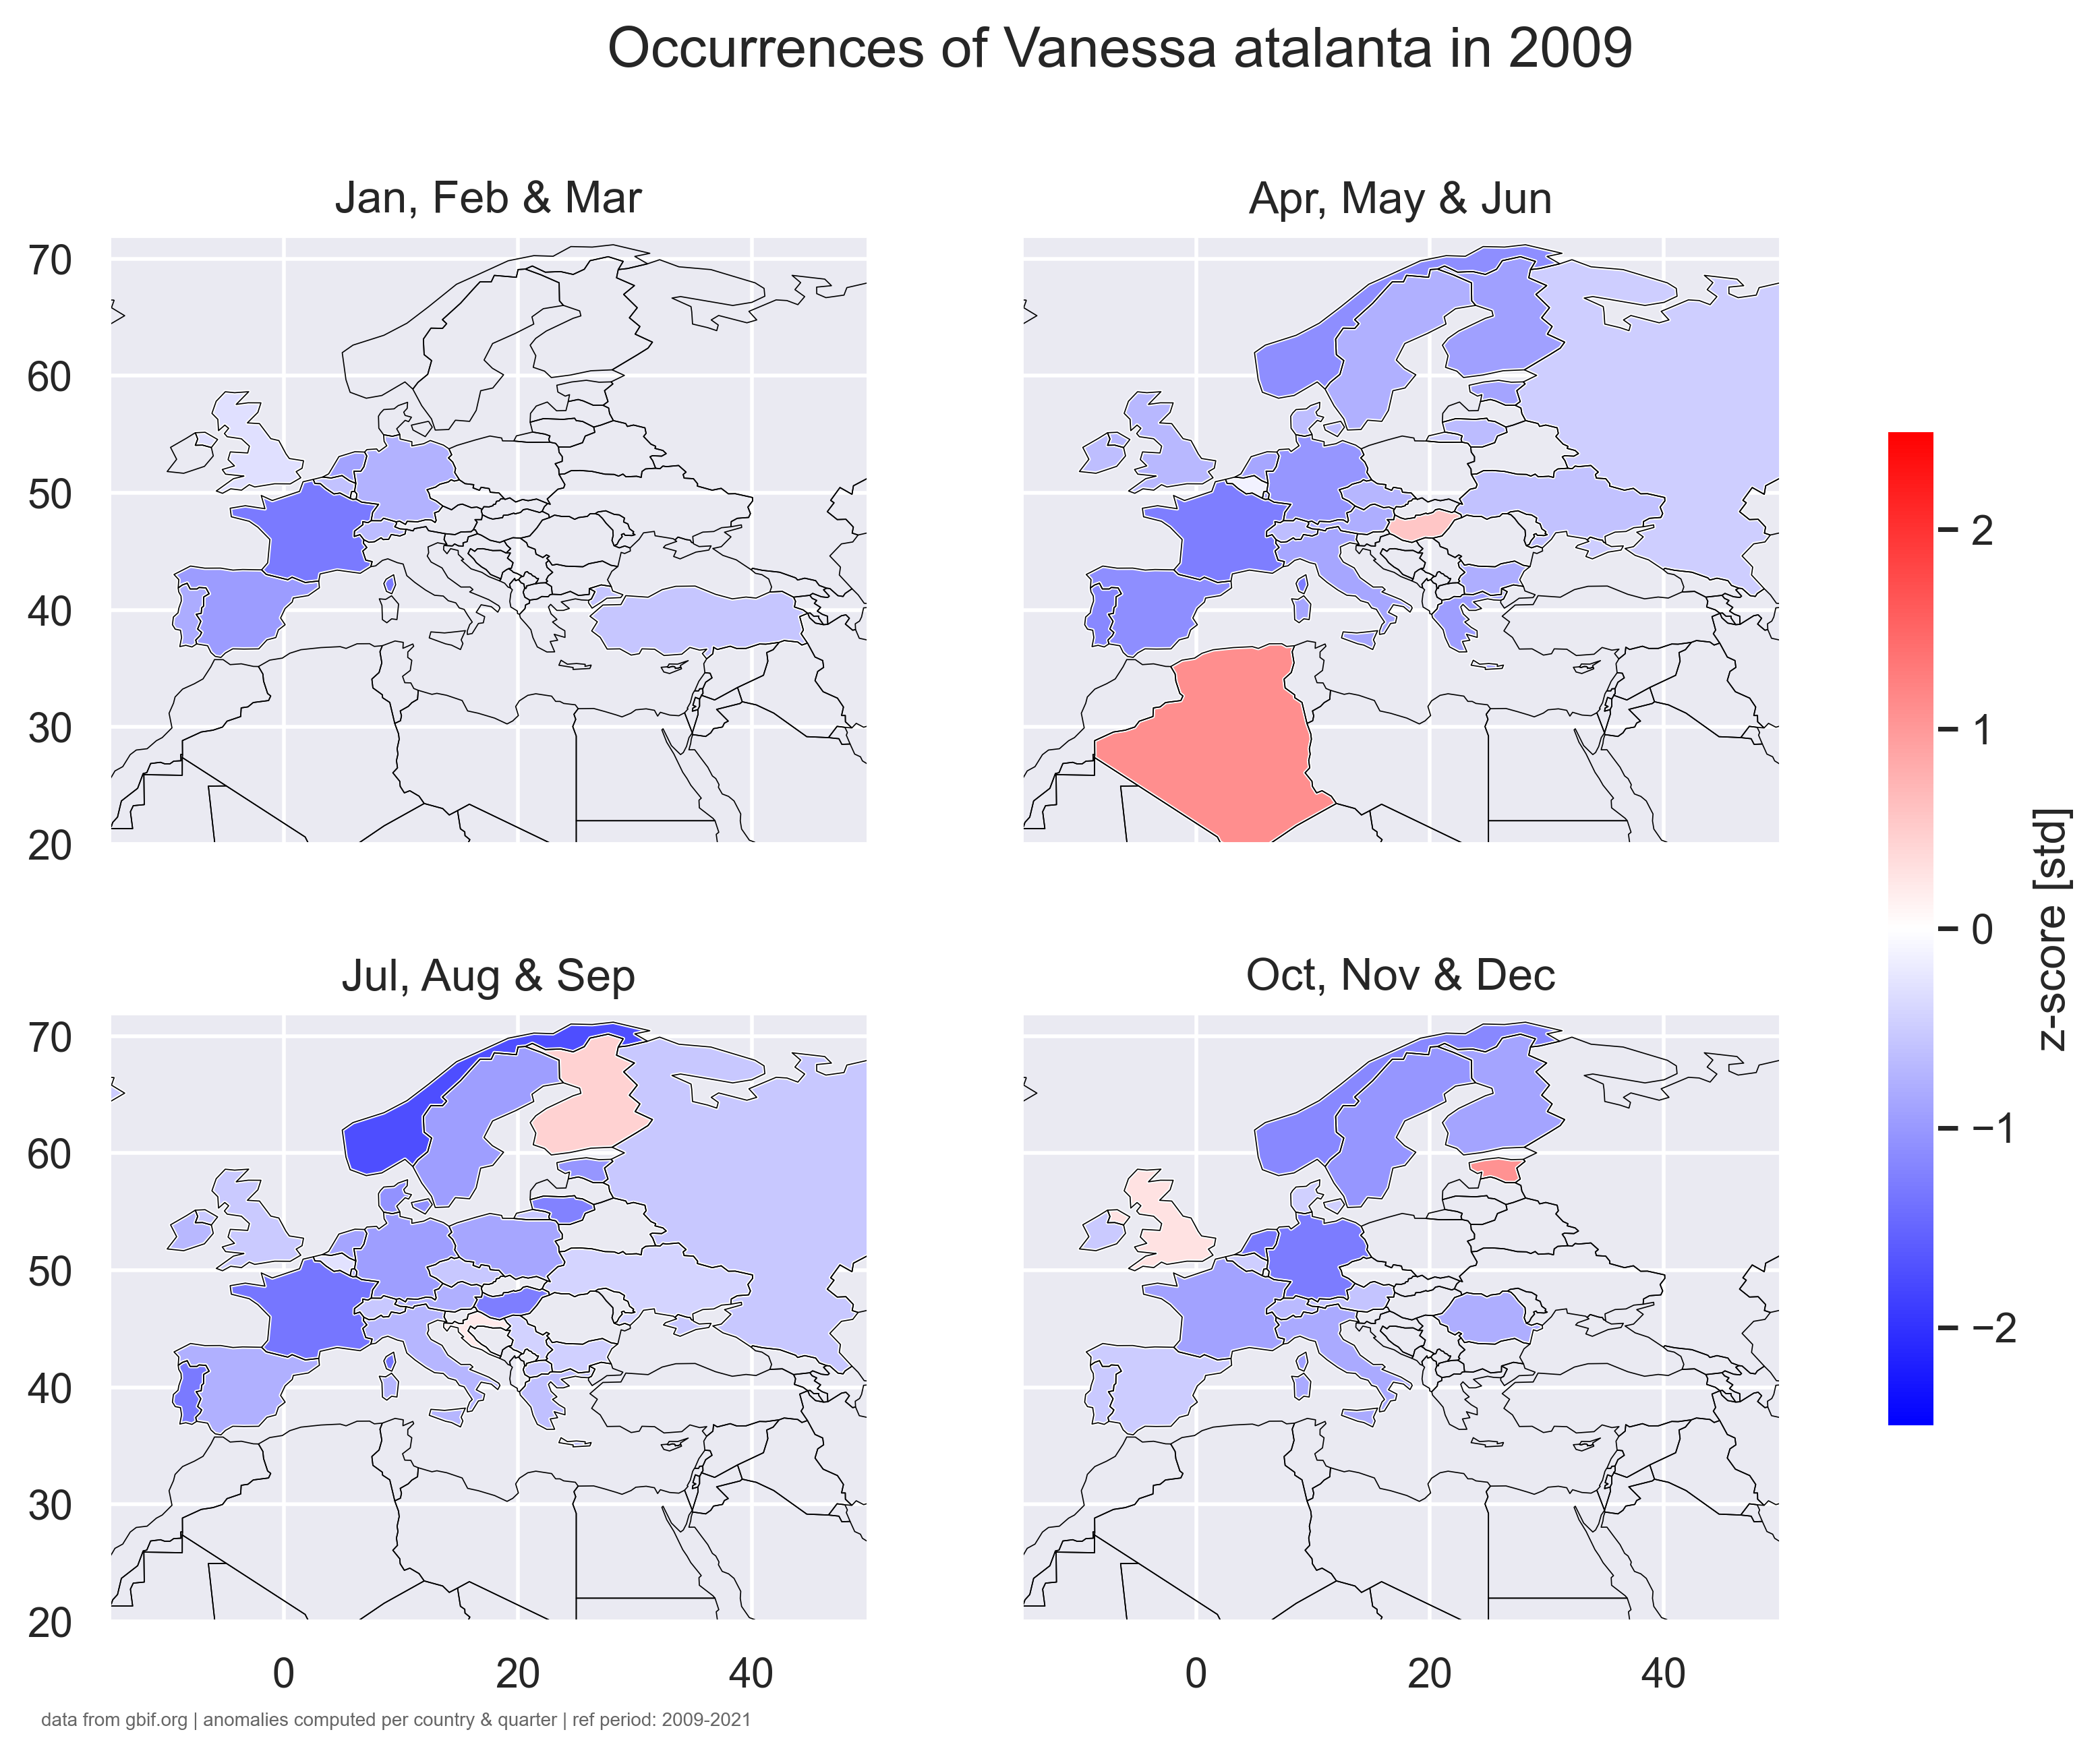 Occurrences of Vanessa atalanta in 2009
Jan, Feb & Mar
Apr, May & Jun
70
60
50
40
30
20
2
1
0
−1
−2
z-score [std]
Jul, Aug & Sep
Oct, Nov & Dec
70
60
50
40
30
20
0 20 40
0 20 40
data from gbif.org | anomalies computed per country & quarter | ref period: 2009-2021